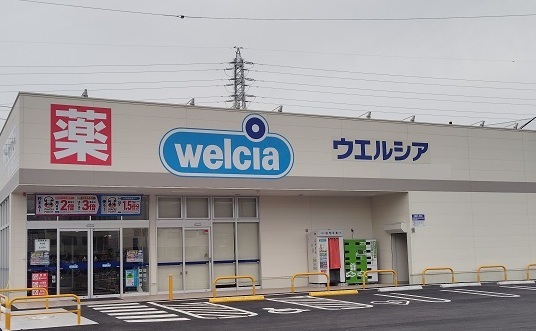 薬
welcia
ウエルシア
2倍 3倍 1.5倍